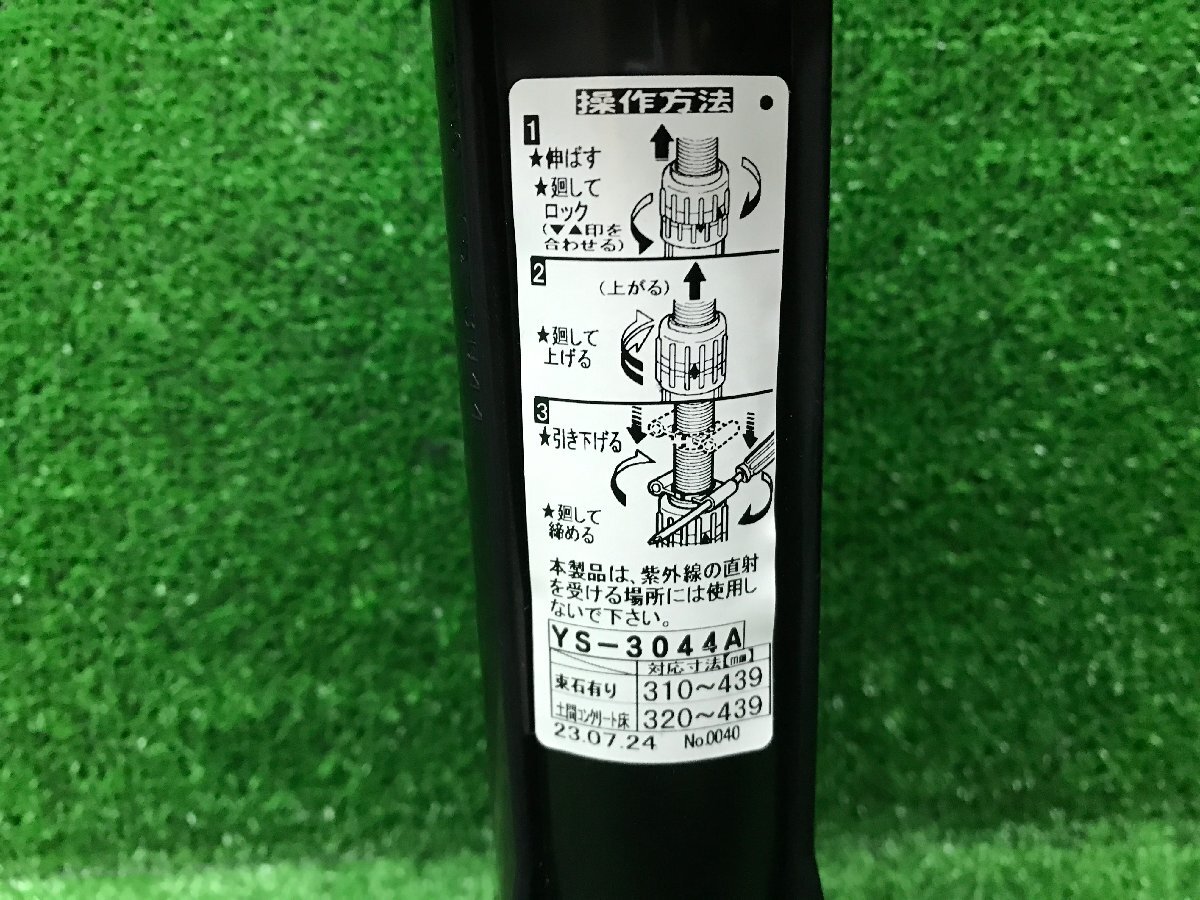 操作方法
1
★伸ばす
★廻して
ロック
(▼▲印を
合わせる)
2
(上がる)
★廻して
上げる
3
★引き下げる
★廻して
締める
本製品は、紫外線の直射
を受ける場所には使用し
ないで下さい。
YS-3044A
対応寸法【mm】
束石有り 310〜439
土間コンクリート床 320〜439
23.07.24 No.0040